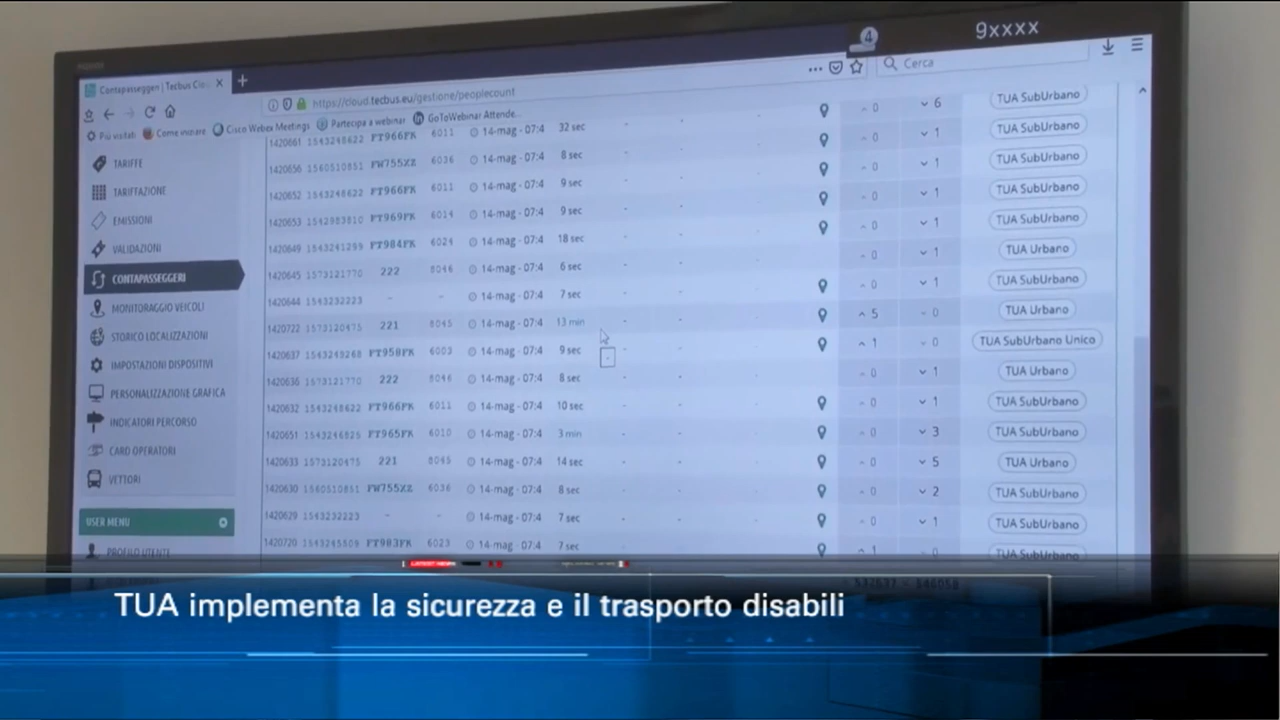 4 9xxxx
Contapassegeri | Tecbus Clo
https://cloud.tecbus.eu/gestione/peoplecount
Cerca
Più visitati Come iniziare Cisco Webex Meetings Partecipa a webinar GoToWebinar Attende...
0 6 TUA SubUrbano
1420661 1543248622 FT966FK 6011 14-mag - 07:4 32 sec - - - 0 1 TUA SubUrbano
1420656 1560510851 FW755XZ 6036 14-mag - 07:4 8 sec - - - 0 1 TUA SubUrbano
1420652 1543248622 FT966FK 6011 14-mag - 07:4 9 sec - - - 0 1 TUA SubUrbano
1420653 1542983810 FT969FK 6014 14-mag - 07:4 9 sec - - - 0 1 TUA SubUrbano
1420649 1543241299 FT984FK 6024 14-mag - 07:4 18 sec - - - 0 1 TUA Urbano
1420645 1573121770 222 8046 14-mag - 07:4 6 sec - - - 0 1 TUA SubUrbano
1420644 1543232223 - - 14-mag - 07:4 7 sec - - - 5 0 TUA Urbano
1420722 1573120475 221 8045 14-mag - 07:4 13 min - - - 1 0 TUA SubUrbano Unico
1420637 1543248268 FT958FK 6003 14-mag - 07:4 9 sec - - - 0 1 TUA Urbano
1420636 1573121770 222 8046 14-mag - 07:4 8 sec - - - 0 1 TUA SubUrbano
1420632 1543248622 FT966FK 6011 14-mag - 07:4 10 sec - - - 0 3 TUA SubUrbano
1420651 1543246826 FT965FK 6010 14-mag - 07:4 3 min - - - 0 5 TUA Urbano
1420633 1573120475 221 8045 14-mag - 07:4 14 sec - - - 0 2 TUA SubUrbano
1420630 1560510851 FW755XZ 6036 14-mag - 07:4 8 sec - - - 0 1 TUA SubUrbano
1420629 1543232223 - - 14-mag - 07:4 7 sec - - - 1 0 TUA SubUrbano
1420720 1543245809 FT983FK 6023 14-mag - 07:4 7 sec
TARIFFE
TARIFTAZIONE
EMISSIONI
VALIDAZIONI
CONTAPASSEGGERI
MONITORAGGIO VEICOLI
STORICO LOCALIZZAZIONI
IMPOSTAZIONI DISPOSITIVI
PERSONALIZZAZIONE GRAFICA
INDICATORI PERCORSO
CARD OPERATORI
VETTORI
USER MENU
PROFILO UTENTE
LATEST NEWS
TUA implementa la sicurezza e il trasporto disabili